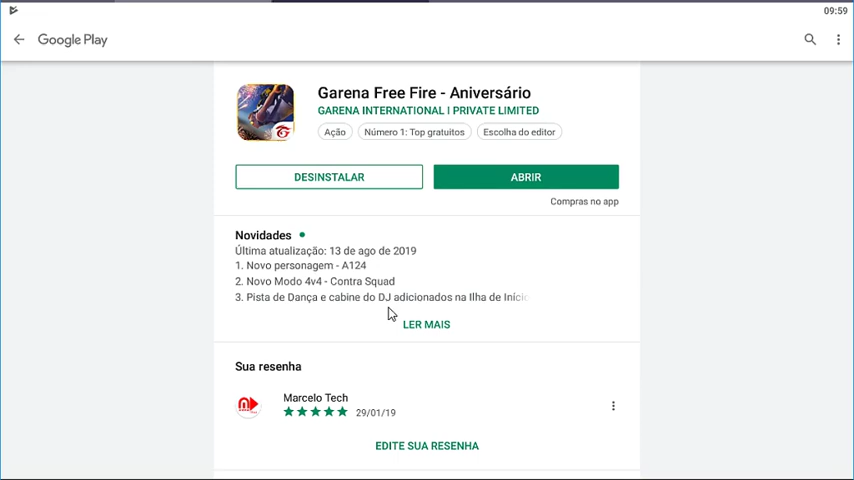 09:59
Google Play
Garena Free Fire - Aniversário
GARENA INTERNATIONAL I PRIVATE LIMITED
Ação
Número 1: Top gratuitos
Escolha do editor
DESINSTALAR
ABRIR
Compras no app
Novidades
Última atualização: 13 de ago de 2019
1. Novo personagem - A124
2. Novo Modo 4v4 - Contra Squad
3. Pista de Dança e cabine do DJ adicionados na Ilha de Iníci
LER MAIS
Sua resenha
Marcelo Tech
29/01/19
EDITE SUA RESENHA